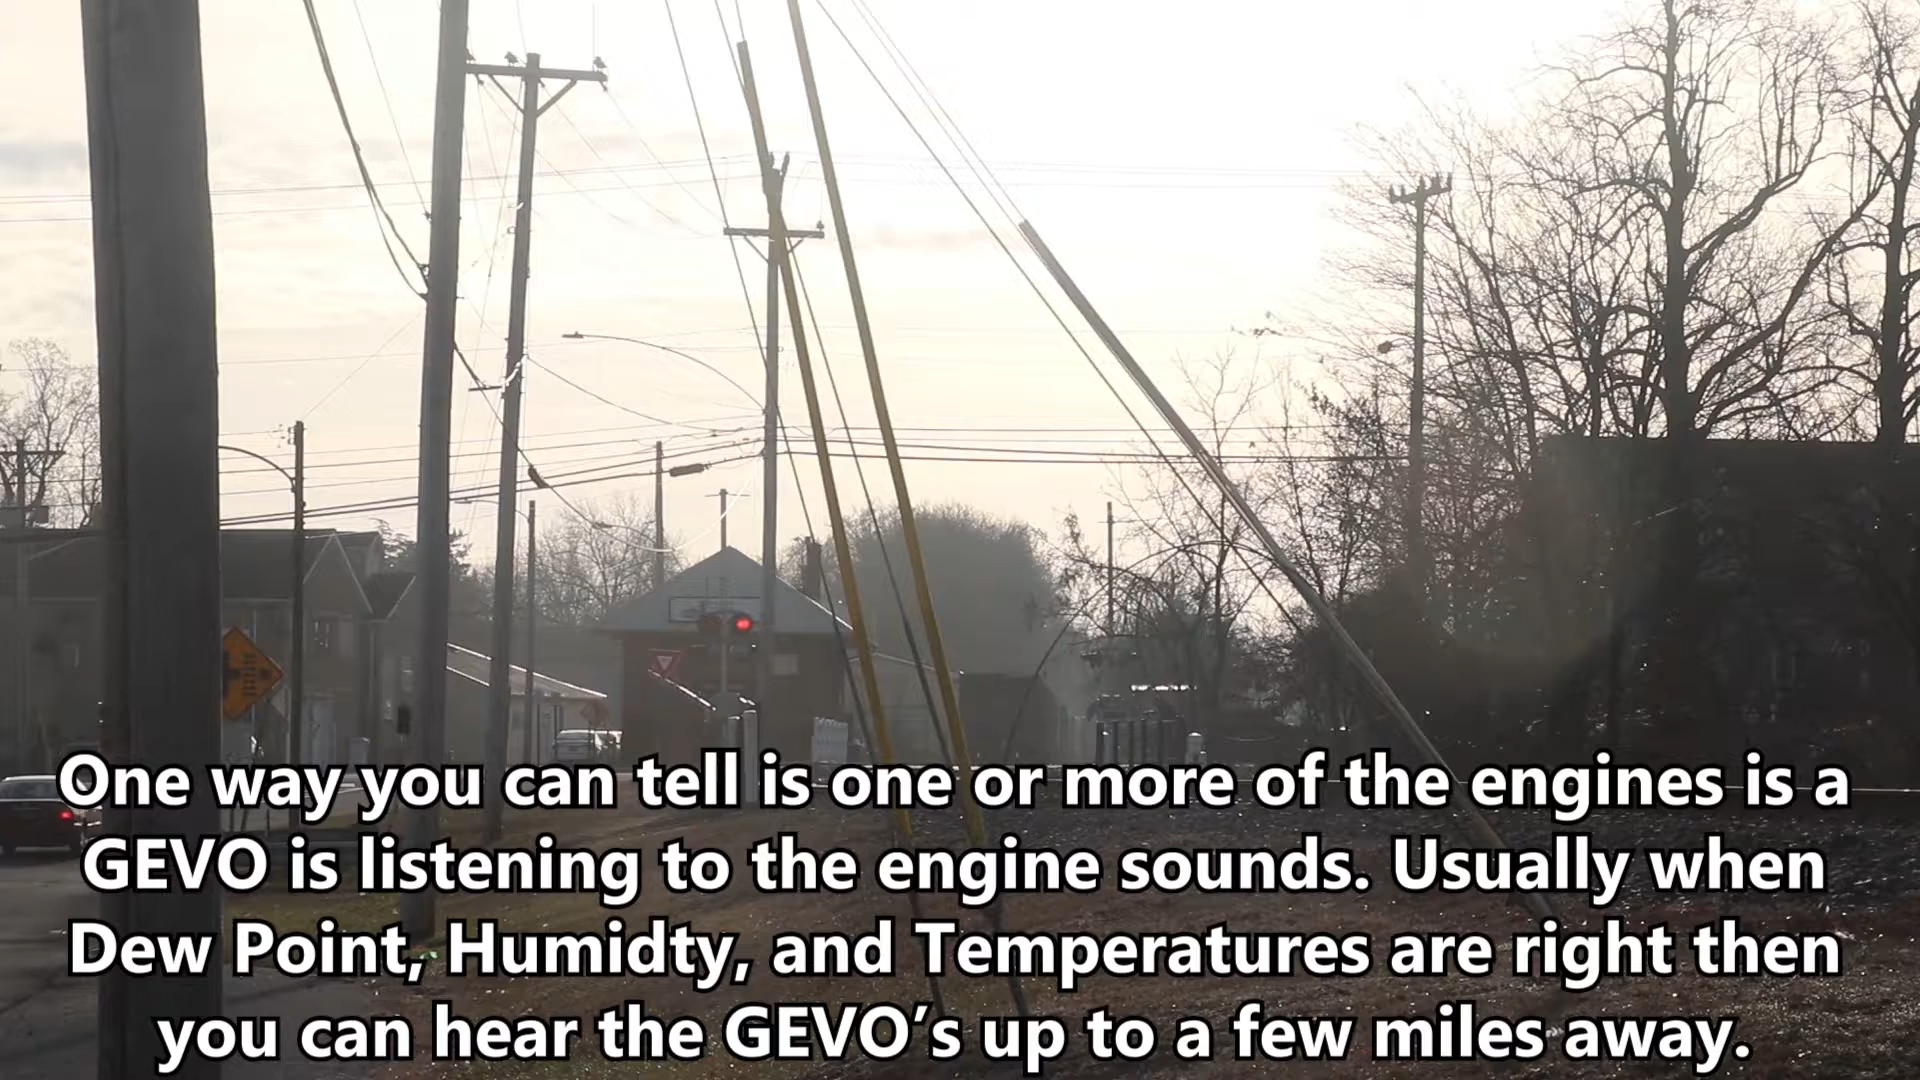 One way you can tell is one or more of the engines is a
GEVO is listening to the engine sounds. Usually when
Dew Point, Humidty, and Temperatures are right then
you can hear the GEVO’s up to a few miles away.